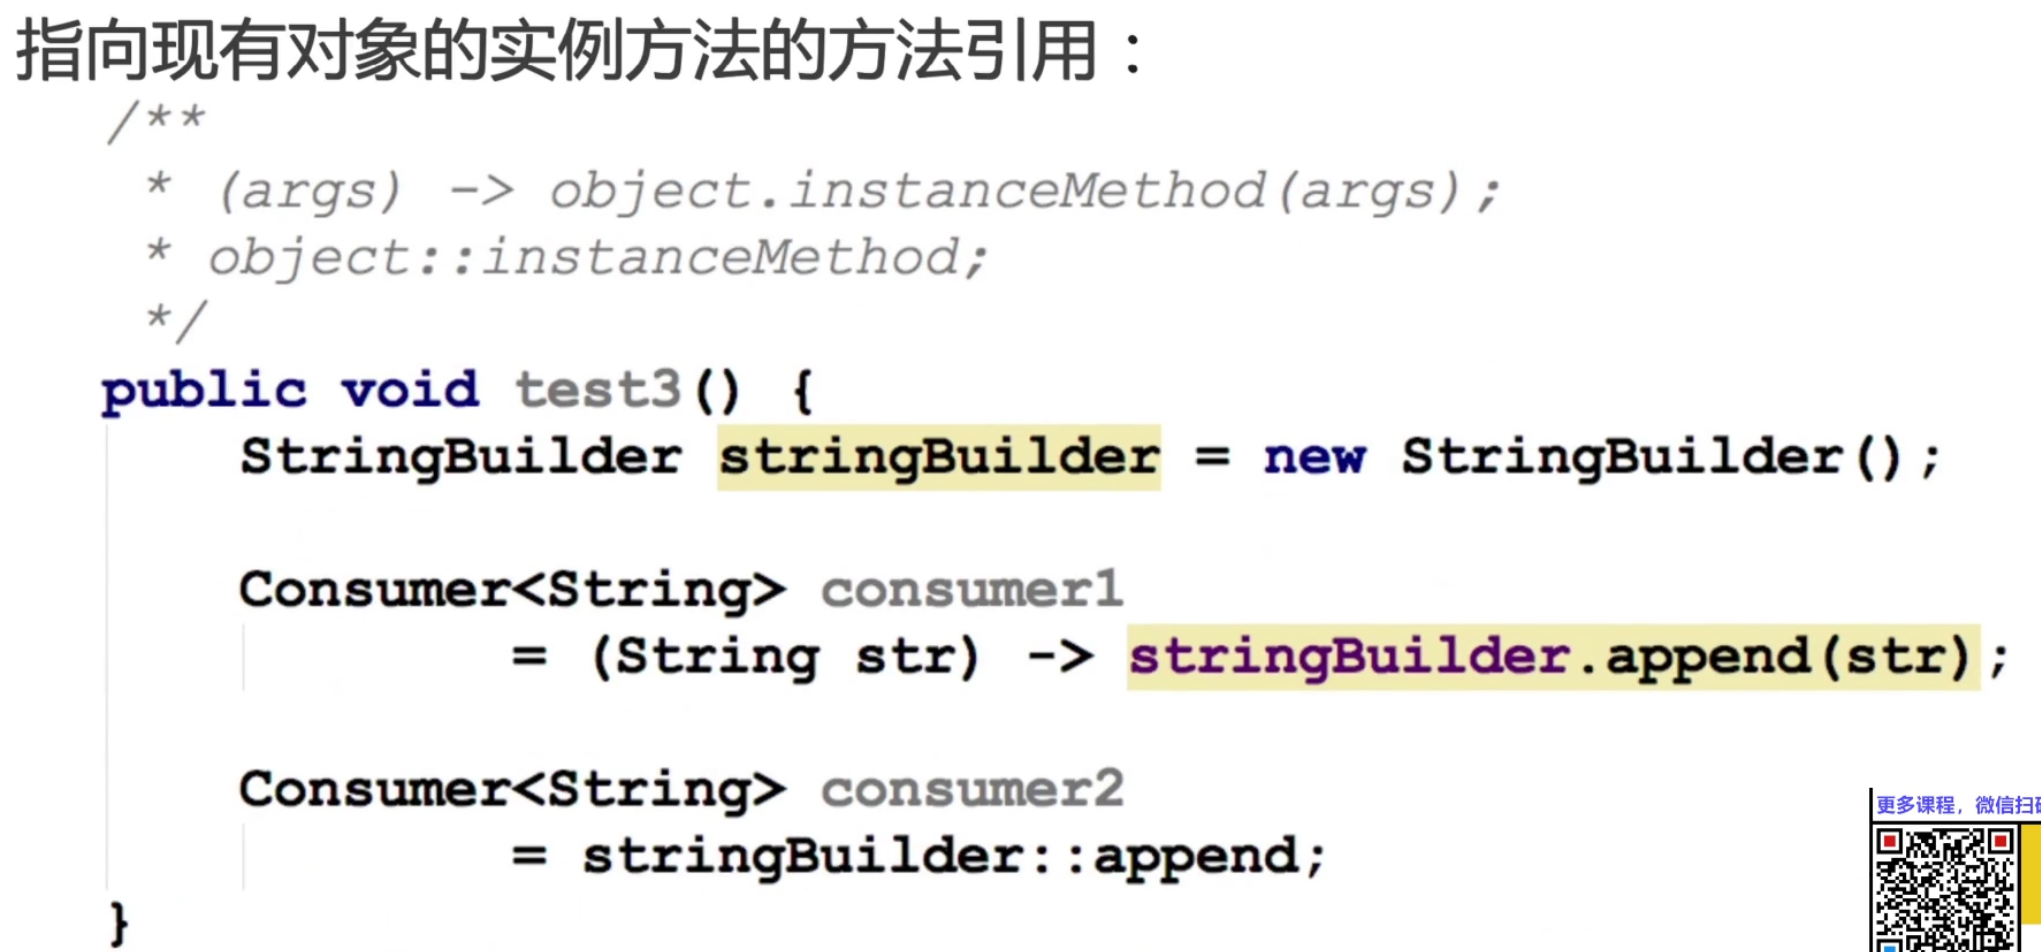 指向现有对象的实例方法的方法引用：
/**
* (args) -> object.instanceMethod(args);
* object::instanceMethod;
*/
public void test3() {
StringBuilder stringBuilder = new StringBuilder();
Consumer<String> consumer1
= (String str) -> stringBuilder.append(str);
Consumer<String> consumer2
= stringBuilder::append;
}
更多课程，微信扫